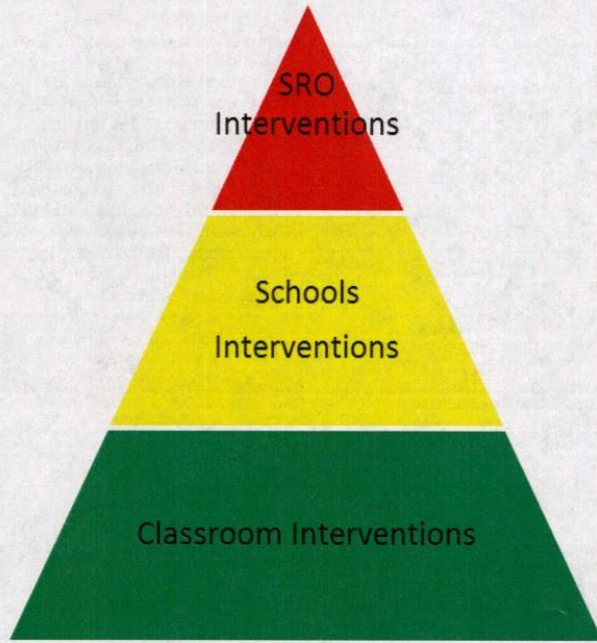 SRO
Interventions
Schools
Interventions
Classroom Interventions